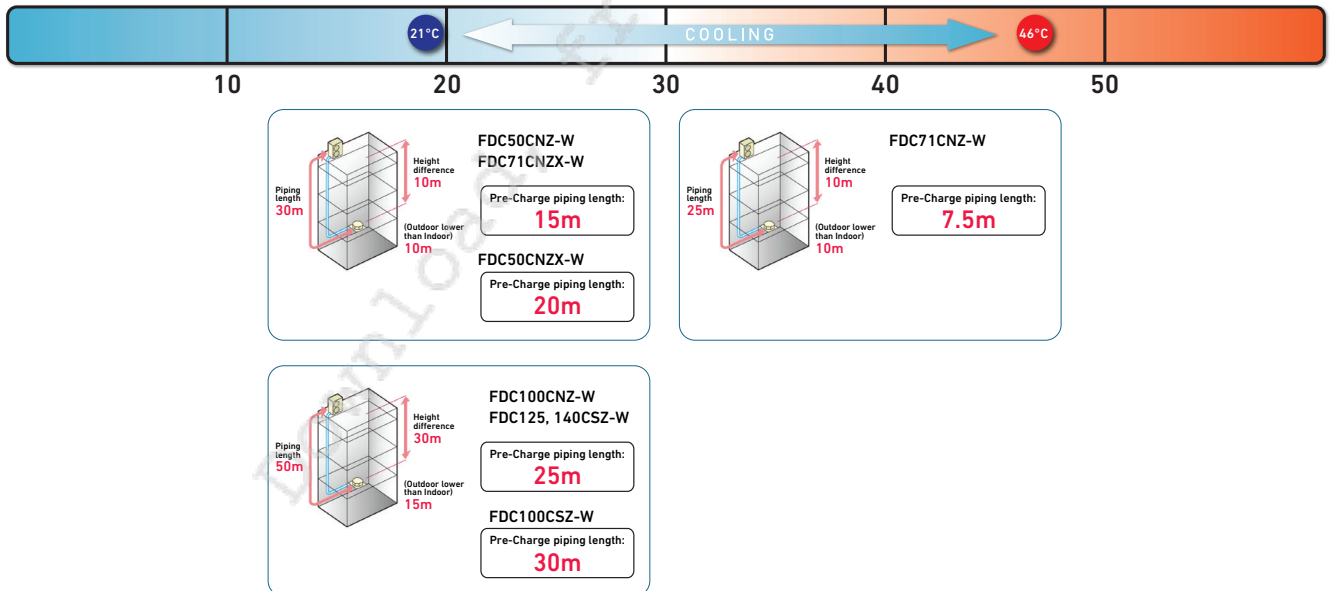 21°C
COOLING
46°C
10
20
30
40
50
FDC50CNZ-W
FDC71CNZX-W
Height
difference
10m
Piping
length
30m
Pre-Charge piping length:
15m
(Outdoor lower
than Indoor)
10m
FDC50CNZX-W
Pre-Charge piping length:
20m
FDC71CNZ-W
Height
difference
10m
Piping
length
25m
Pre-Charge piping length:
7.5m
(Outdoor lower
than Indoor)
10m
FDC100CNZ-W
FDC125, 140CSZ-W
Height
difference
30m
Piping
length
50m
Pre-Charge piping length:
25m
(Outdoor lower
than Indoor)
15m
FDC100CSZ-W
Pre-Charge piping length:
30m
Download, fr